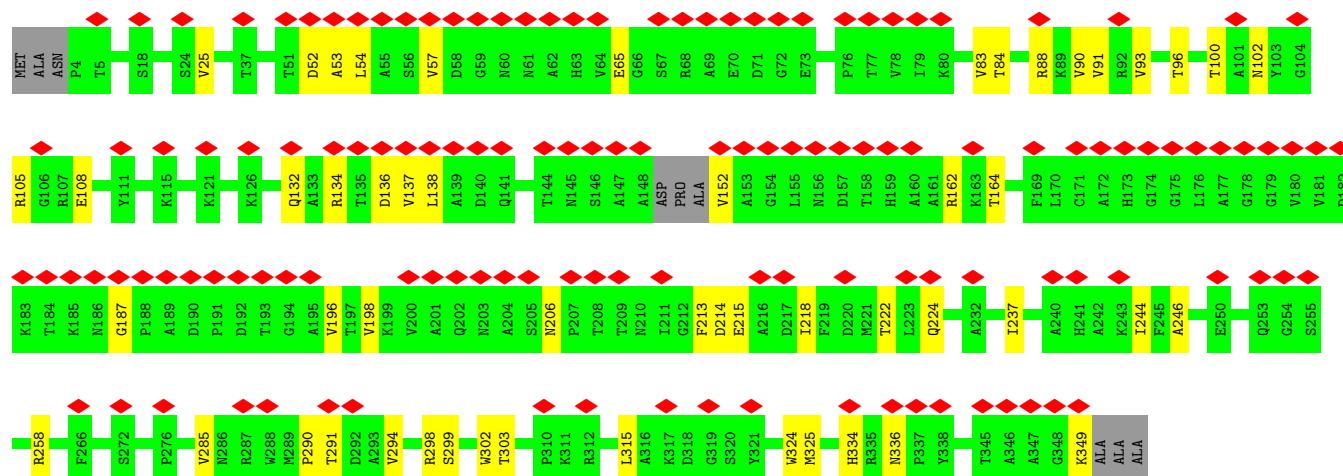 MET ALA ASN P4 T5 S18 S24 V25 T37 T51 D52 A53 L54 A55 S56 V57 D58 G59 N60 N61 A62 H63 V64 E65 G66 S67 R68 A69 E70 D71 G72 E73 P76 T77 V78 I79 K80 V83 T84 R88 K89 V90 V91 R92 V93 T96 T100 A101 N102 Y103 G104
R105 G106 R107 E108 Y111 K115 K121 K126 Q132 A133 R134 T135 D136 V137 L138 A139 D140 Q141 T144 N145 S146 A147 A148 ASP PRO ALA V152 A153 G154 L155 N156 D157 T158 H159 A160 A161 R162 K163 T164 F169 L170 C171 A172 H173 G174 G175 L176 A177 G178 G179 V180 V181 D182
K183 T184 K185 N186 G187 P188 A189 D190 P191 D192 T193 G194 A195 V196 T197 V198 K199 V200 A201 Q202 N203 A204 S205 N206 P207 T208 T209 N210 I211 G212 F213 D214 E215 A216 D217 I218 F219 D220 M221 T222 L223 Q224 A232 I237 A240 H241 A242 K243 I244 F245 A246 E250 Q253 G254 S255
R258 F266 S272 P276 V285 N286 R287 W288 M289 P290 T291 D292 A293 V294 R298 S299 W302 T303 P310 K311 R312 L315 A316 K317 D318 G319 S320 Y321 W324 M325 H334 R335 N336 P337 Y338 T345 A346 A347 G348 K349 ALA ALA ALA